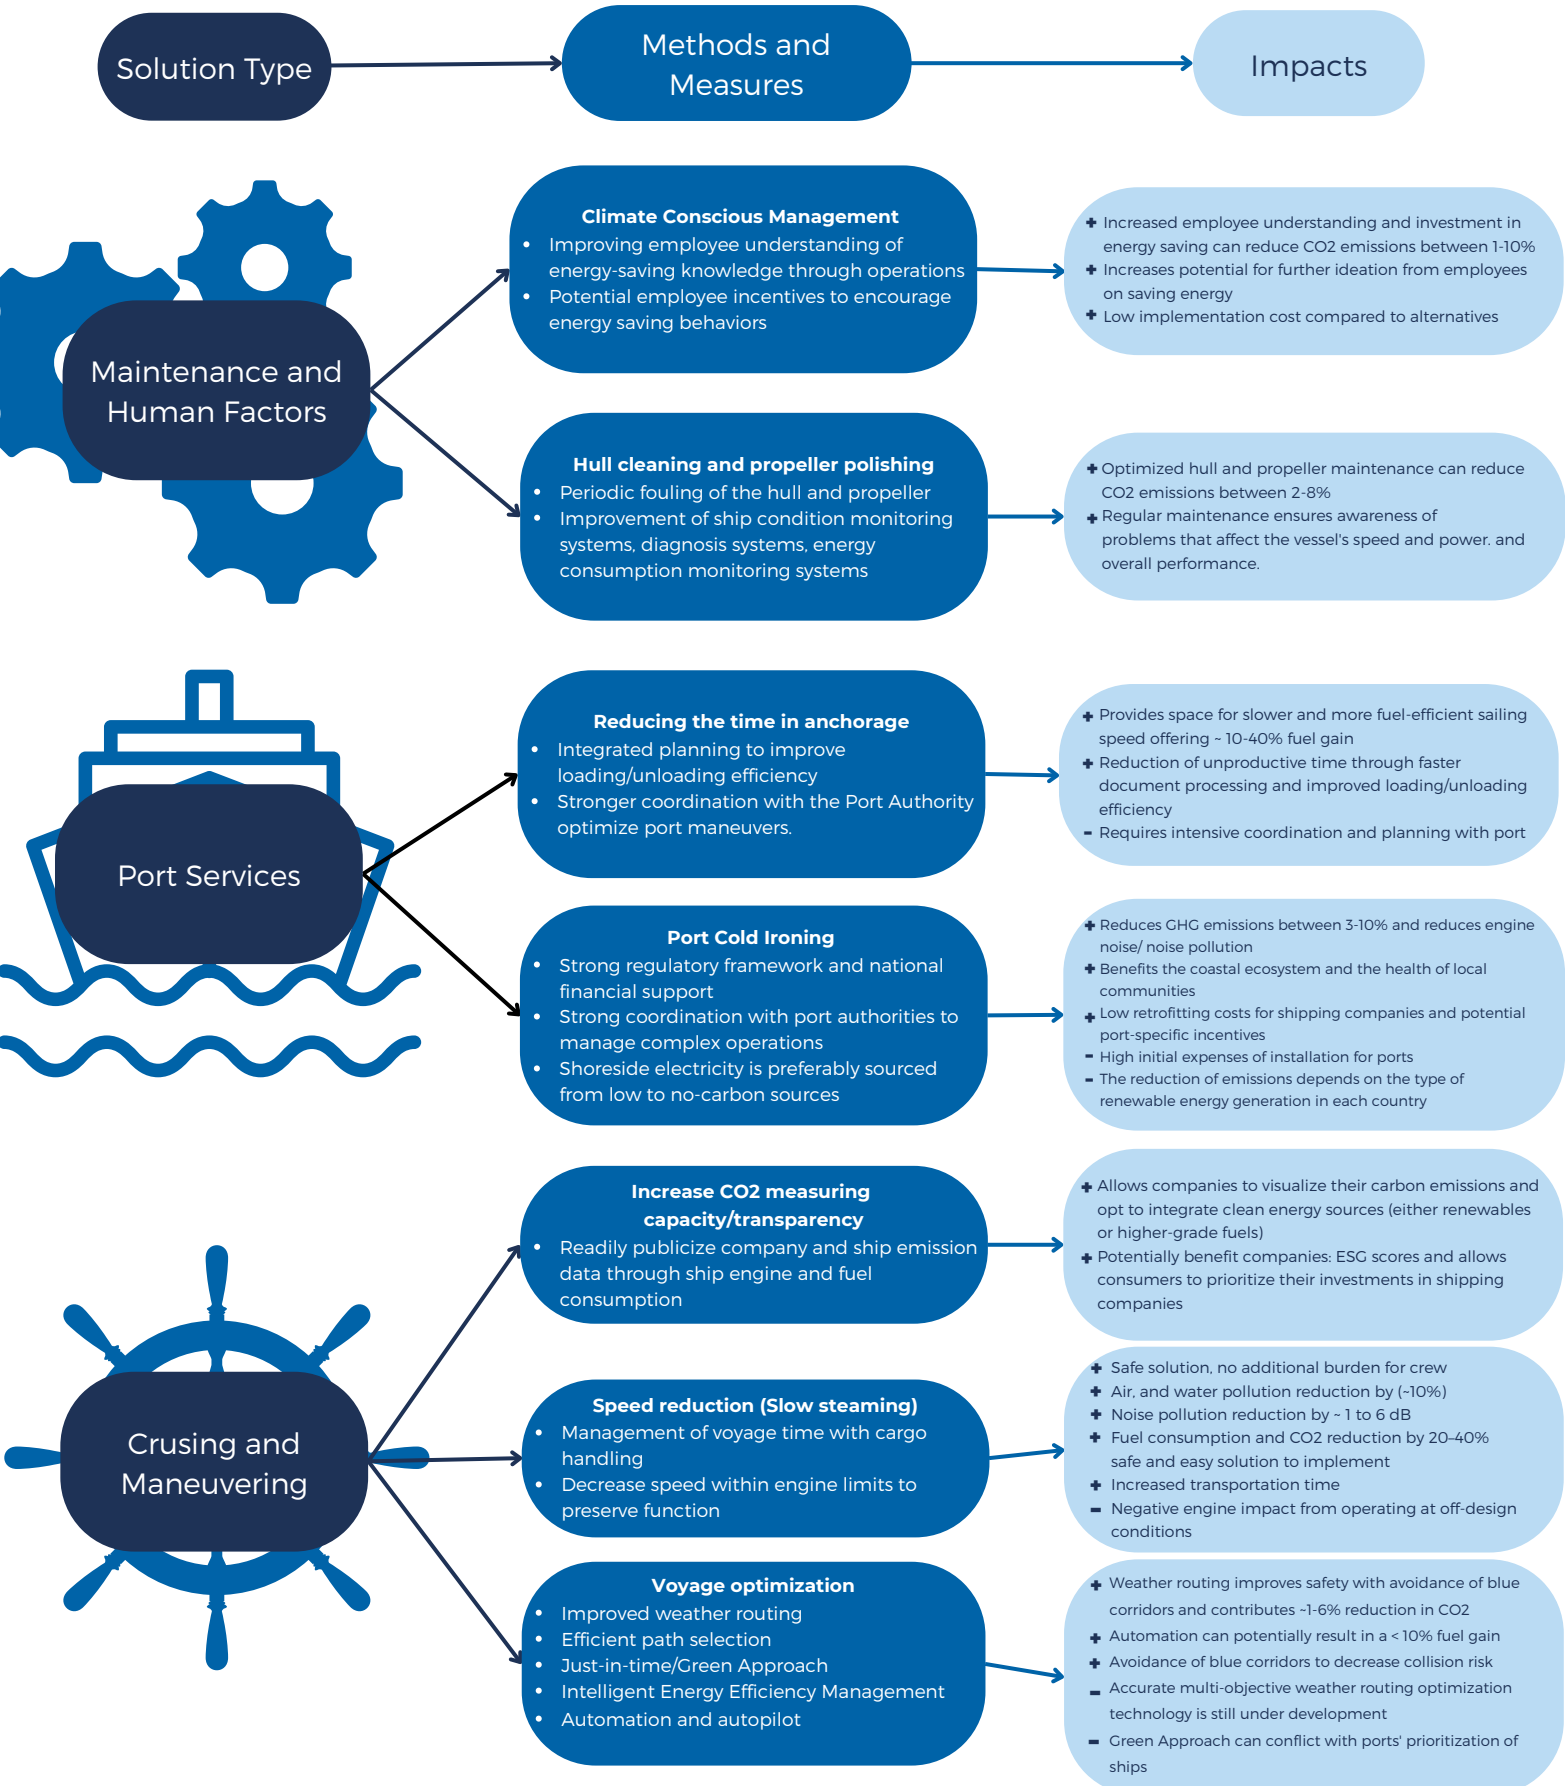 Solution Type
Methods and
Measures
Impacts
Maintenance and
Human Factors
Climate Conscious Management
• Improving employee understanding of
energy-saving knowledge through operations
• Potential employee incentives to encourage
energy saving behaviors
+ Increased employee understanding and investment in
energy saving can reduce CO2 emissions between 1-10%
+ Increases potential for further ideation from employees
on saving energy
+ Low implementation cost compared to alternatives
Hull cleaning and propeller polishing
• Periodic fouling of the hull and propeller
• Improvement of ship condition monitoring
systems, diagnosis systems, energy
consumption monitoring systems
+ Optimized hull and propeller maintenance can reduce
CO2 emissions between 2-8%
+ Regular maintenance ensures awareness of
problems that affect the vessel's speed and power. and
overall performance.
Port Services
Reducing the time in anchorage
• Integrated planning to improve
loading/unloading efficiency
• Stronger coordination with the Port Authority
optimize port maneuvers.
+ Provides space for slower and more fuel-efficient sailing
speed offering ~ 10-40% fuel gain
+ Reduction of unproductive time through faster
document processing and improved loading/unloading
efficiency
- Requires intensive coordination and planning with port
Port Cold Ironing
• Strong regulatory framework and national
financial support
• Strong coordination with port authorities to
manage complex operations
• Shoreside electricity is preferably sourced
from low to no-carbon sources
+ Reduces GHG emissions between 3-10% and reduces engine
noise/ noise pollution
+ Benefits the coastal ecosystem and the health of local
communities
+ Low retrofitting costs for shipping companies and potential
port-specific incentives
- High initial expenses of installation for ports
- The reduction of emissions depends on the type of
renewable energy generation in each country
Crusing and
Maneuvering
Increase CO2 measuring
capacity/transparency
• Readily publicize company and ship emission
data through ship engine and fuel
consumption
+ Allows companies to visualize their carbon emissions and
opt to integrate clean energy sources (either renewables
or higher-grade fuels)
+ Potentially benefit companies: ESG scores and allows
consumers to prioritize their investments in shipping
companies
Speed reduction (Slow steaming)
• Management of voyage time with cargo
handling
• Decrease speed within engine limits to
preserve function
+ Safe solution, no additional burden for crew
+ Air, and water pollution reduction by (~10%)
+ Noise pollution reduction by ~ 1 to 6 dB
+ Fuel consumption and CO2 reduction by 20–40%
safe and easy solution to implement
+ Increased transportation time
- Negative engine impact from operating at off-design
conditions
Voyage optimization
• Improved weather routing
• Efficient path selection
• Just-in-time/Green Approach
• Intelligent Energy Efficiency Management
• Automation and autopilot
+ Weather routing improves safety with avoidance of blue
corridors and contributes ~1-6% reduction in CO2
+ Automation can potentially result in a < 10% fuel gain
+ Avoidance of blue corridors to decrease collision risk
- Accurate multi-objective weather routing optimization
technology is still under development
- Green Approach can conflict with ports' prioritization of
ships